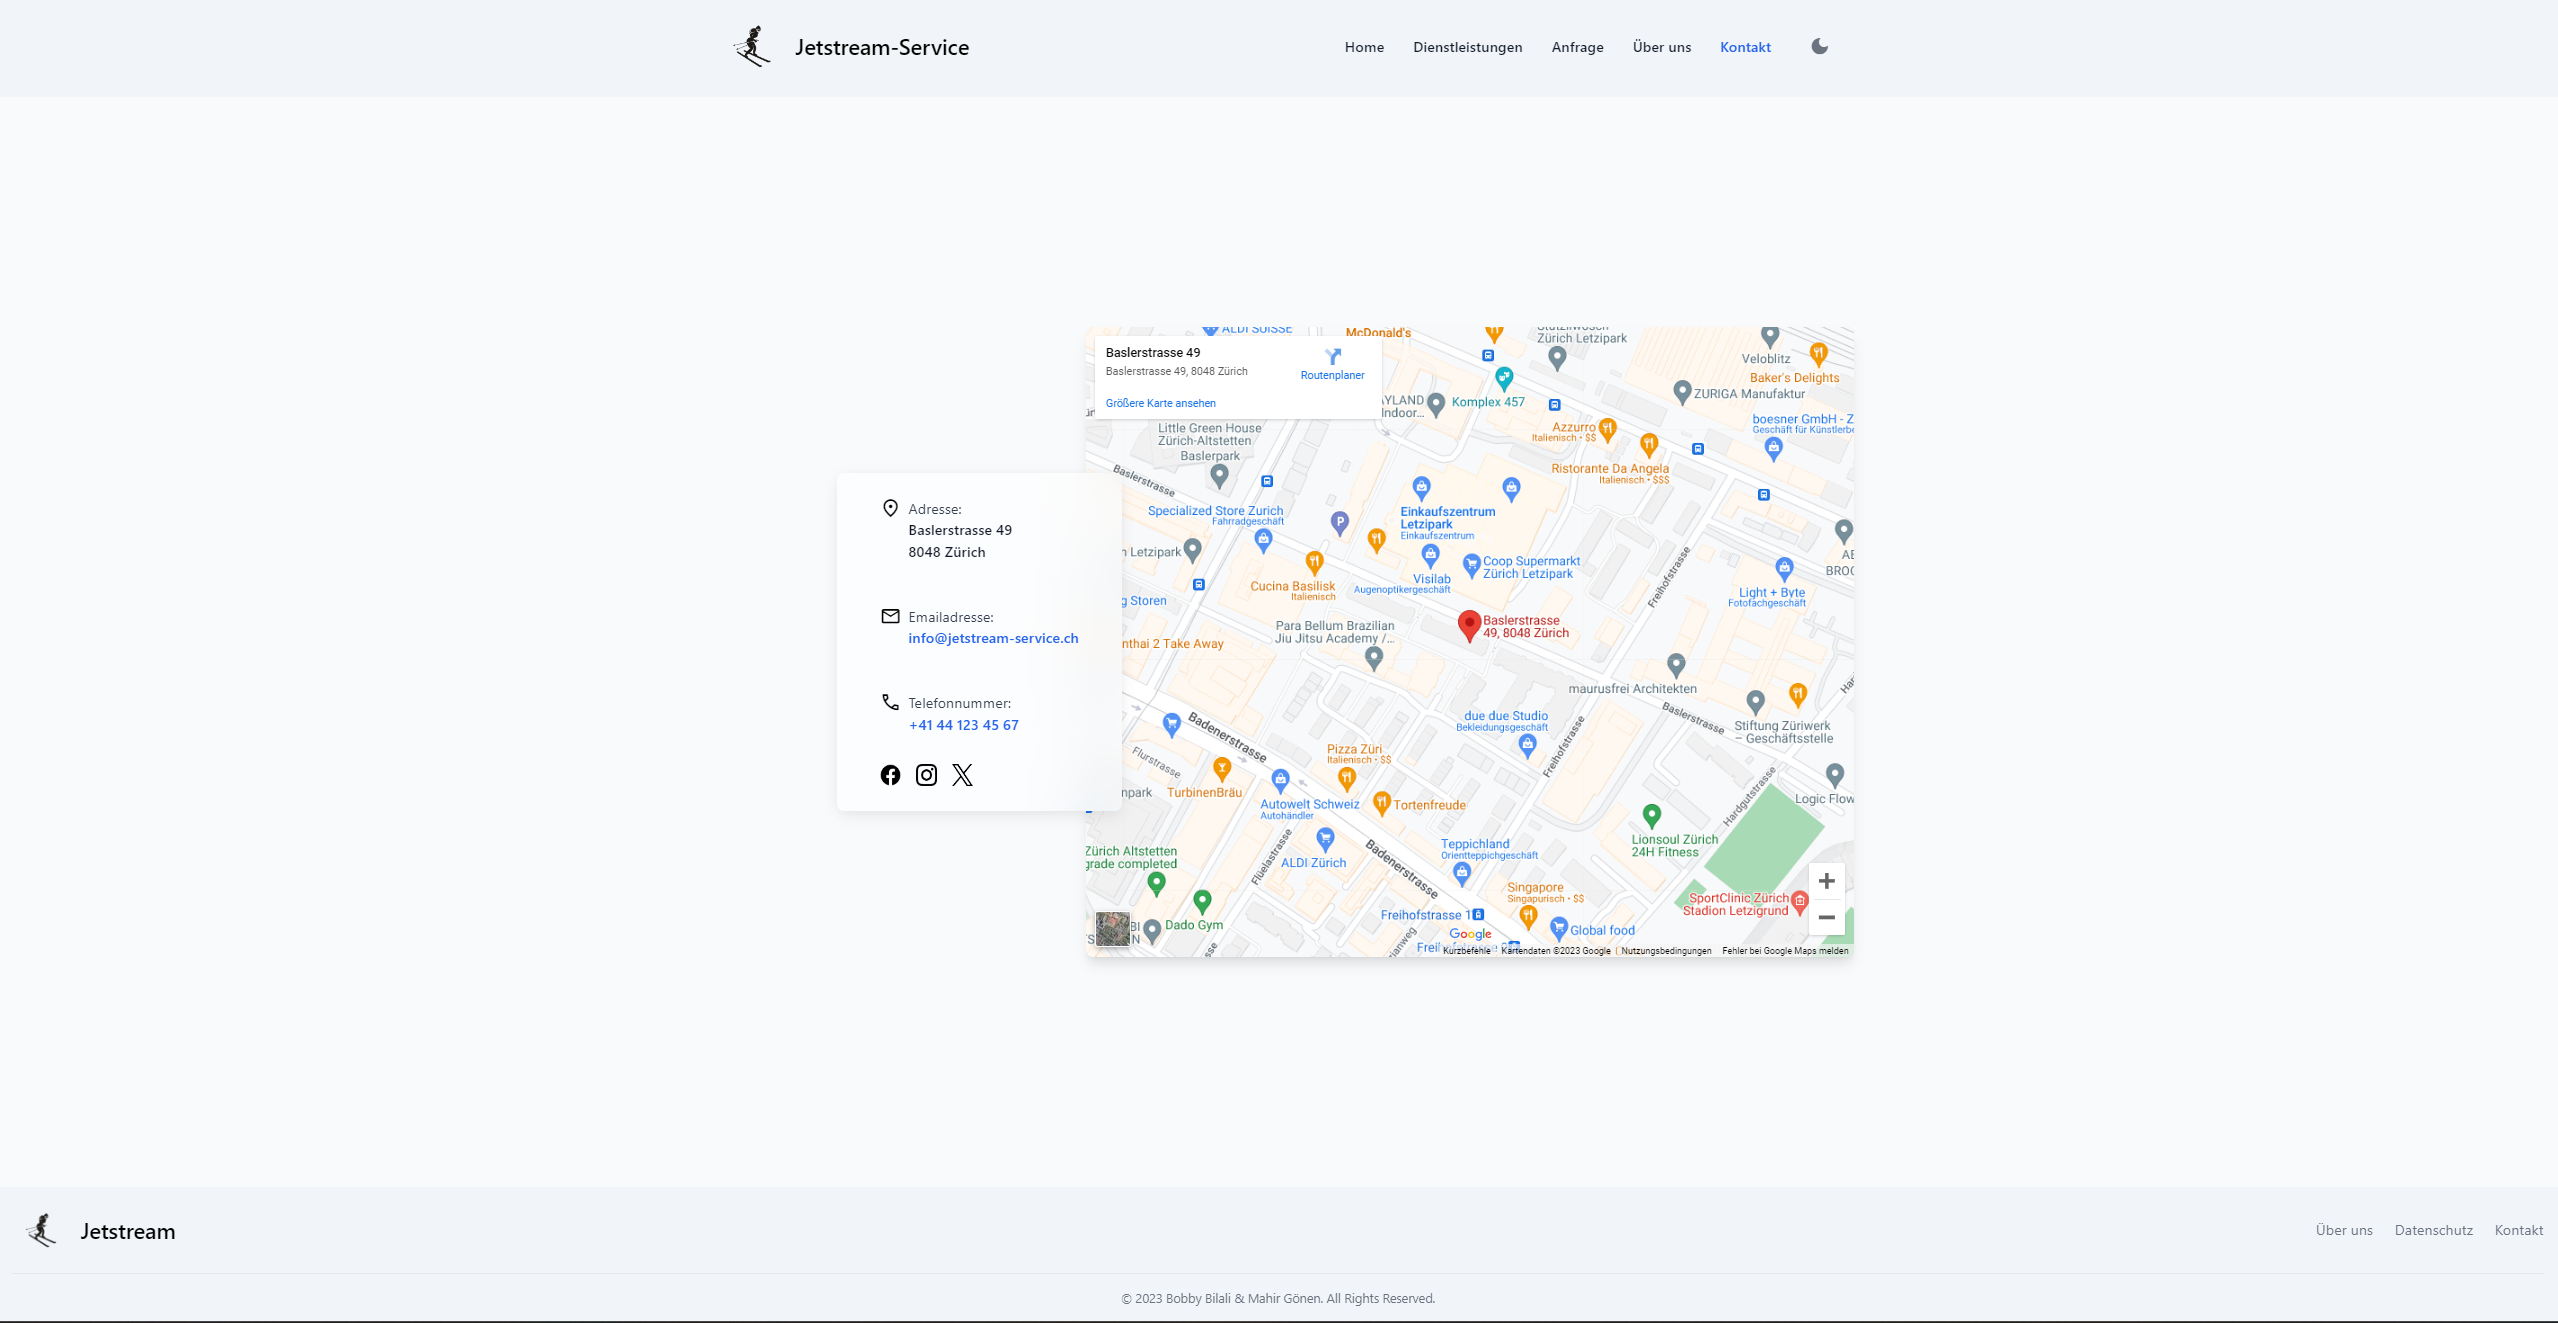 Jetstream-Service
Home
Dienstleistungen
Anfrage
Über uns
Kontakt
Adresse:
Baslerstrasse 49
8048 Zürich
Emailadresse:
info@jetstream-service.ch
Telefonnummer:
+41 44 123 45 67
Baslerstrasse 49
Baslerstrasse 49, 8048 Zürich
Routenplaner
Größere Karte ansehen
ALDI SUISSE
McDonald's
Zürich Letzipark
Veloblitz
Baker's Delights
Komplex 457
ZURIGA Manufaktur
Indoor...
boesner GmbH - Z
Geschäft für Künstlerbe
Little Green House
Zürich-Altstetten
Baslerpark
Azzurro
Italienisch • $$
Ristorante Da Angela
Italienisch • $$$
Baslerstrasse
Specialized Store Zurich
Fahrradgeschäft
P
Einkaufszentrum
Letzipark
Einkaufszentrum
Letzipark
Cucina Basilisk
Italienisch
Visilab
Augenoptikergeschäft
Coop Supermarkt
Zürich Letzipark
Freihofstrasse
BROC
Light + Byte
Fotofachgeschäft
g Storen
Para Bellum Brazilian
Jiu Jitsu Academy /...
Baslerstrasse
49, 8048 Zürich
nthai 2 Take Away
maurusfrei Architekten
Baslerstrasse
Stiftung Züriwerk
– Geschäftsstelle
due due Studio
Bekleidungsgeschäft
Badenerstrasse
Flurstrasse
Freihofstrasse
Pizza Züri
Italienisch • $$
npark
TurbinenBräu
Autowelt Schweiz
Autohändler
Tortenfreude
Hardgutstrasse
Logic Flow
Lionsoul Zürich
24H Fitness
Zürich Altstetten
grade completed
ALDI Zürich
Flüelastrasse
Badenerstrasse
Teppichland
Orientteppichgeschäft
Singapore
Singapurisch • $$
SportClinic Zürich
Stadion Letzigrund
Dado Gym
Freihofstrasse 1
Global food
Google
Kurzbefehle
Kartendaten ©2023 Google
Nutzungsbedingungen
Fehler bei Google Maps melden
Jetstream
Über uns
Datenschutz
Kontakt
© 2023 Bobby Bilali & Mahir Gönen. All Rights Reserved.